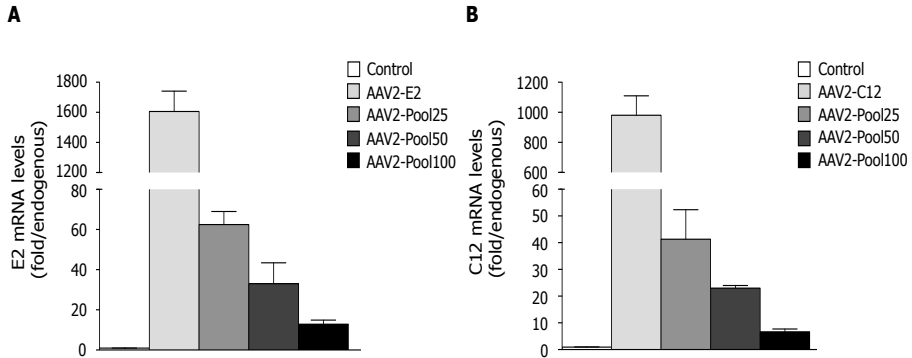 A
E2 mRNA levels
(fold/endogenous)
1800
1600
1400
1200
80
60
40
20
0
Control
AAV2-E2
AAV2-Pool25
AAV2-Pool50
AAV2-Pool100
B
C12 mRNA levels
(fold/endogenous)
1200
1000
800
600
60
50
40
30
20
10
0
Control
AAV2-C12
AAV2-Pool25
AAV2-Pool50
AAV2-Pool100